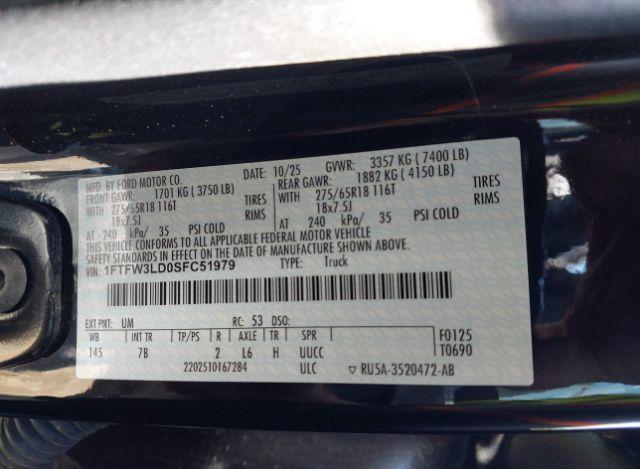 MFD. BY FORD MOTOR CO. DATE: 10/25 GVWR: 3357 KG ( 7400 LB)
FRONT GAWR: 1701 KG ( 3750 LB) REAR GAWR: 1882 KG ( 4150 LB)
WITH 275/65R18 116T TIRES WITH 275/65R18 116T TIRES
18x7.5J RIMS 18x7.5J RIMS
AT 240 kPa/ 35 PSI COLD AT 240 kPa/ 35 PSI COLD
THIS VEHICLE CONFORMS TO ALL APPLICABLE FEDERAL MOTOR VEHICLE
SAFETY STANDARDS IN EFFECT ON THE DATE OF MANUFACTURE SHOWN ABOVE.
VIN: 1FTFW3LD0SFC51979 TYPE: Truck
EXT PNT: UM RC: 53 DSO:
WB INT TR TP/PS R AXLE TR SPR F0125
145 7B 2 L6 H UUCC T0690
2202510167284 ULC ▽ RU5A-3520472-AB